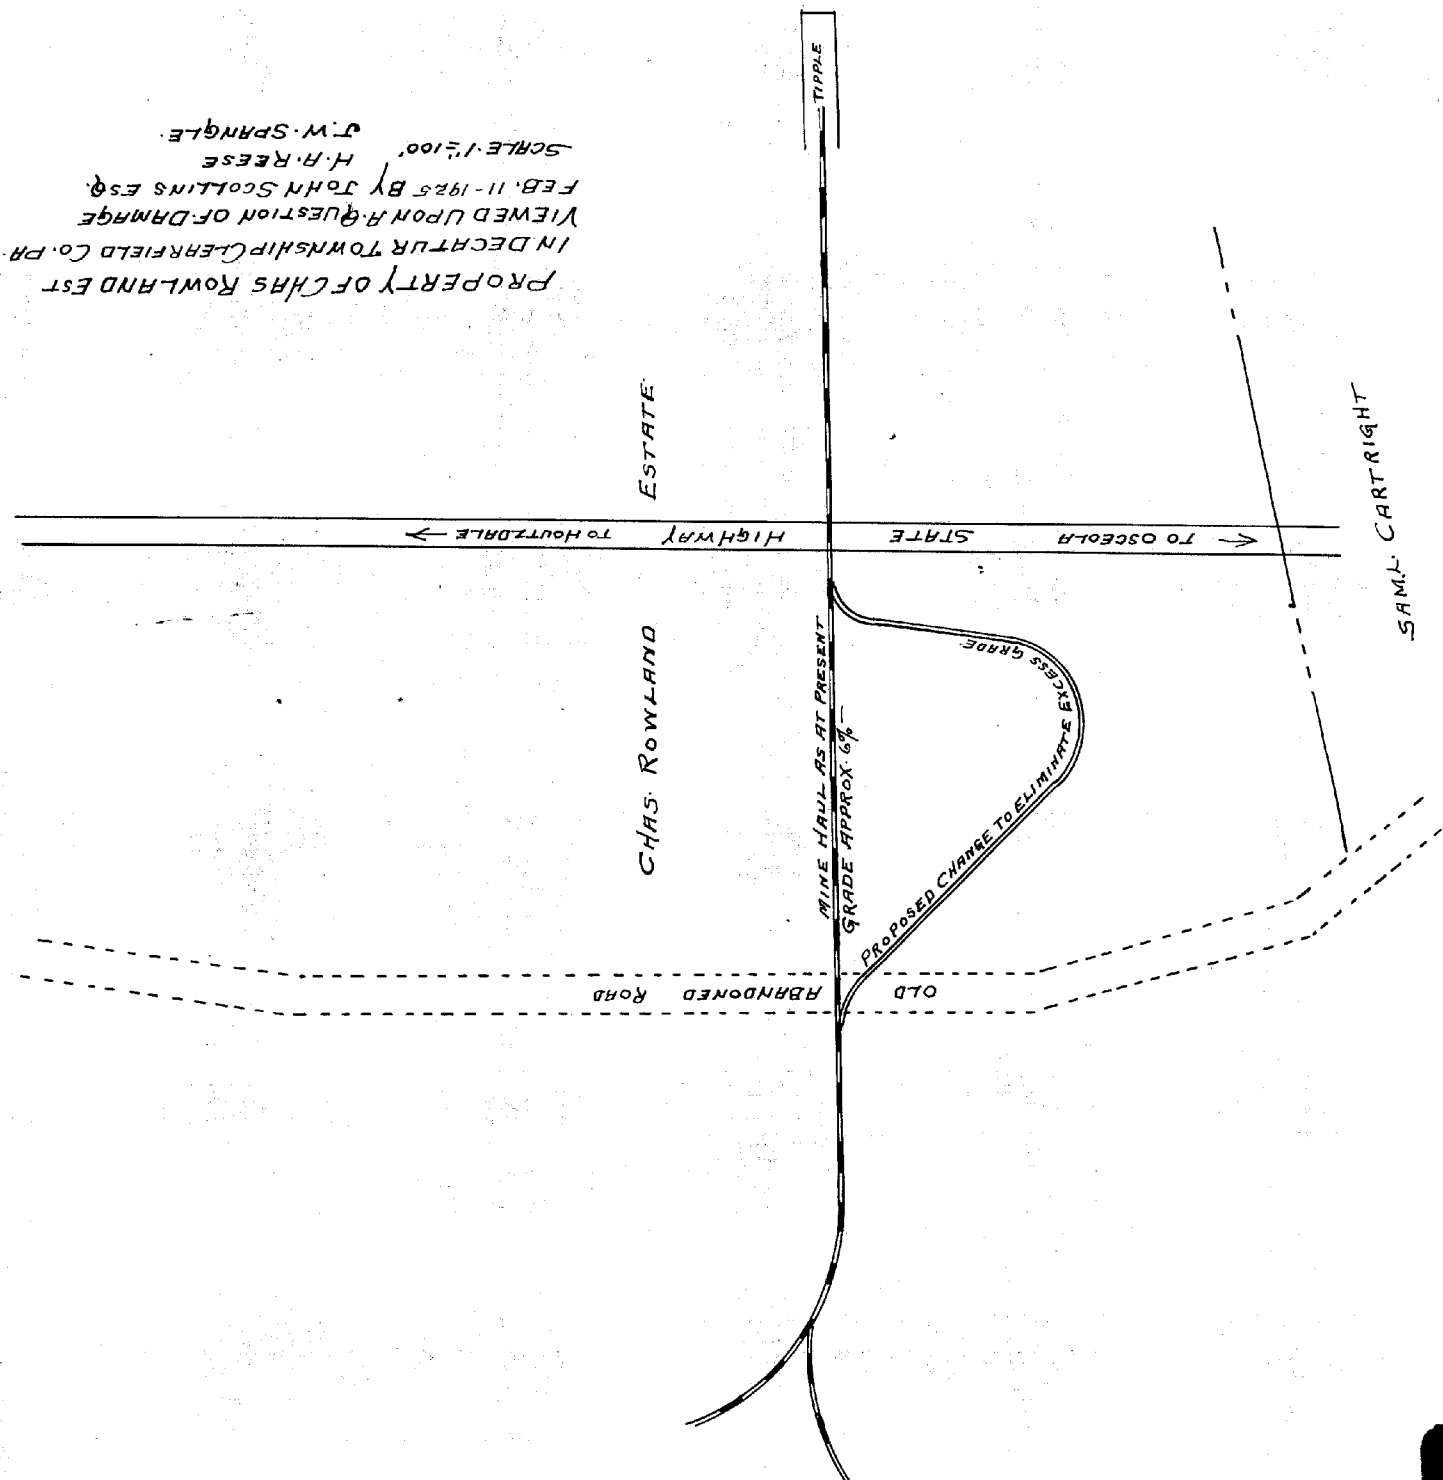 PROPERTY OF CHAS ROWLAND EST
IN DECATUR TOWNSHIP CLEARFIELD CO. PA.
VIEWED UPON A QUESTION OF DAMAGE
FEB. 11-1925 BY JOHN SCOLLINS ESQ.
H.A. REESE
SCALE 1"=100'
J.W. SPANGLE.
TIPPLE
CHAS. ROWLAND ESTATE
TO OSCEOLA STATE HIGHWAY TO HOUTZDALE
SAM.L. CARTRIGHT
MINE HAUL AS AT PRESENT
GRADE APPROX. 6%
PROPOSED CHANGE TO ELIMINATE EXCESS GRADE
OLD ABANDONED ROAD